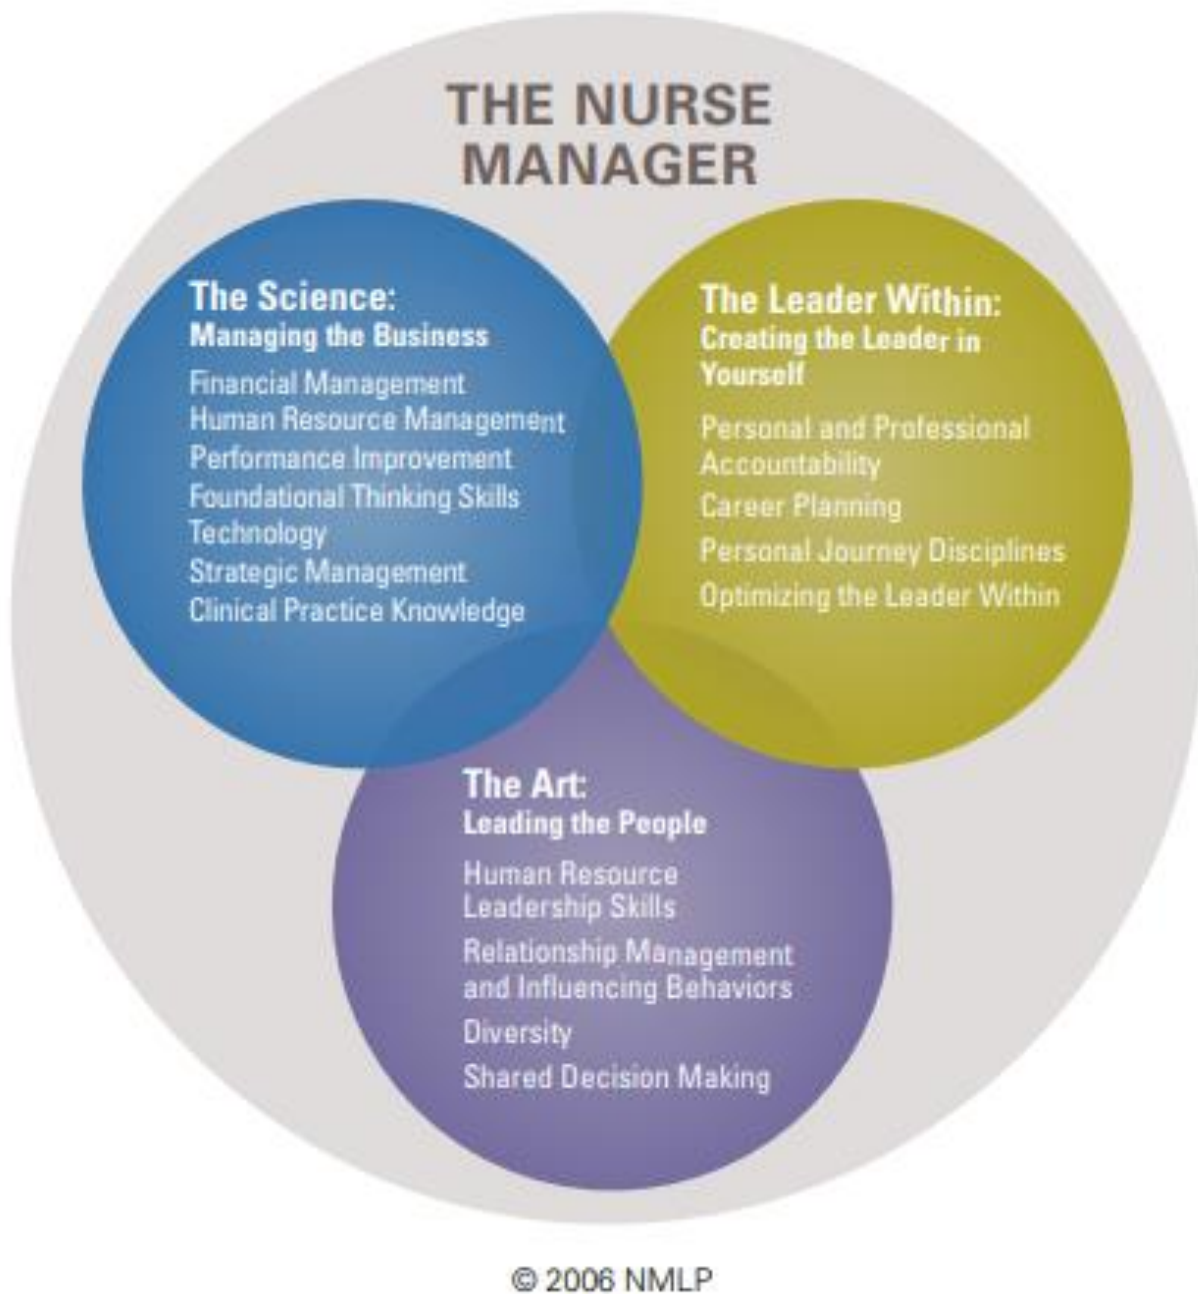 THE NURSE
MANAGER
The Science:
Managing the Business
Financial Management
Human Resource Management
Performance Improvement
Foundational Thinking Skills
Technology
Strategic Management
Clinical Practice Knowledge
The Leader Within:
Creating the Leader in
Yourself
Personal and Professional
Accountability
Career Planning
Personal Journey Disciplines
Optimizing the Leader Within
The Art:
Leading the People
Human Resource
Leadership Skills
Relationship Management
and Influencing Behaviors
Diversity
Shared Decision Making
© 2006 NMLP